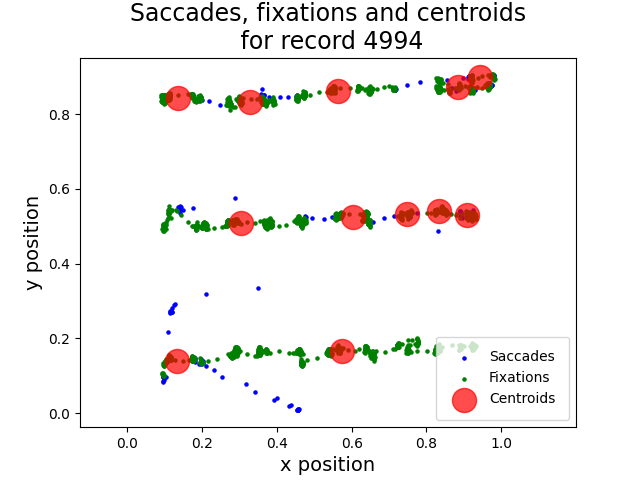 Saccades, fixations and centroids
for record 4994
y position
0.8
0.6
0.4
0.2
0.0
0.0 0.2 0.4 0.6 0.8 1.0
x position
Saccades
Fixations
Centroids